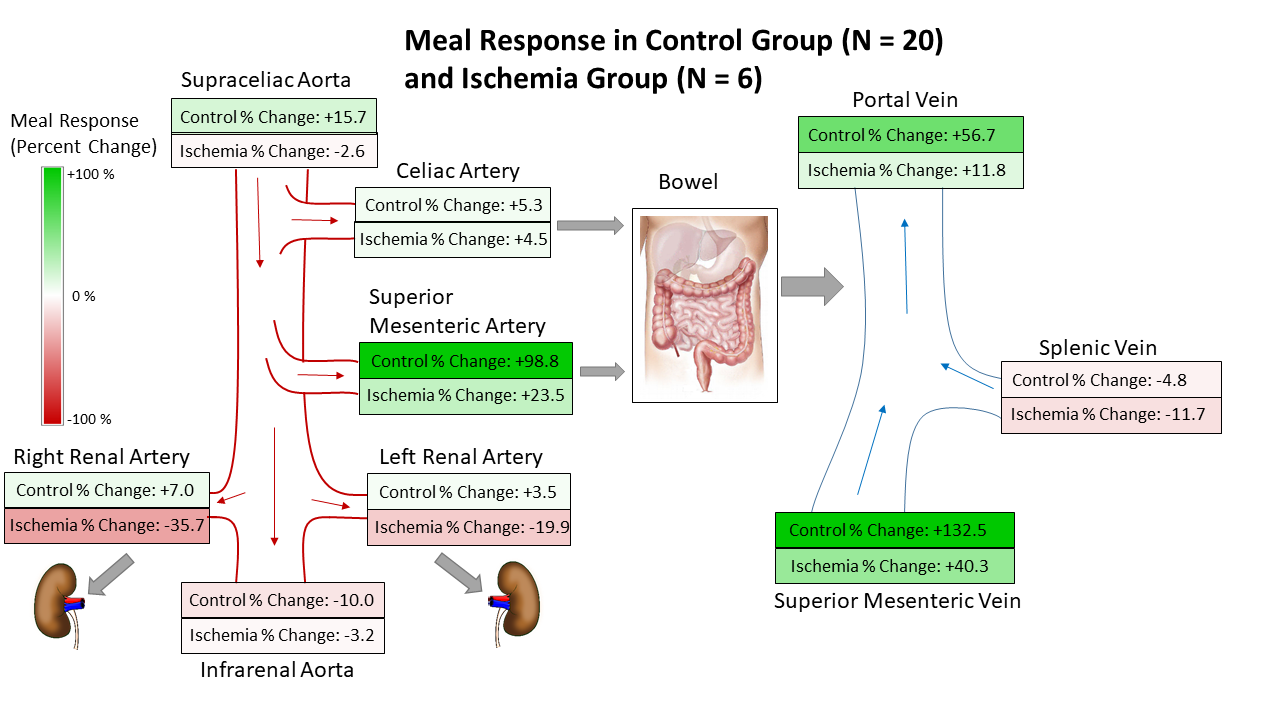 Meal Response in Control Group (N = 20)
and Ischemia Group (N = 6)
Supraceliac Aorta
Control % Change: +15.7
Ischemia % Change: -2.6
Meal Response
(Percent Change)
+100 %
0 %
-100 %
Celiac Artery
Control % Change: +5.3
Ischemia % Change: +4.5
Superior
Mesenteric Artery
Control % Change: +98.8
Ischemia % Change: +23.5
Right Renal Artery
Control % Change: +7.0
Ischemia % Change: -35.7
Left Renal Artery
Control % Change: +3.5
Ischemia % Change: -19.9
Control % Change: -10.0
Ischemia % Change: -3.2
Infrarenal Aorta
Bowel
Portal Vein
Control % Change: +56.7
Ischemia % Change: +11.8
Splenic Vein
Control % Change: -4.8
Ischemia % Change: -11.7
Control % Change: +132.5
Ischemia % Change: +40.3
Superior Mesenteric Vein